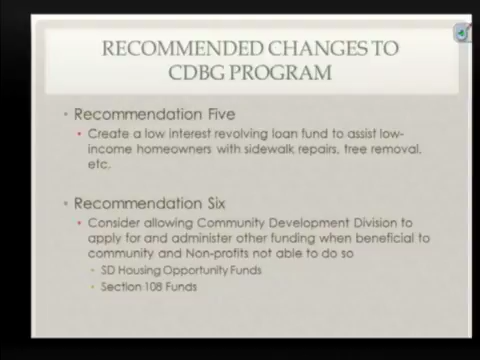 RECOMMENDED CHANGES TO
CDBG PROGRAM
Recommendation Five
Create a low interest revolving loan fund to assist low-
income homeowners with sidewalk repairs, tree removal,
etc.
Recommendation Six
Consider allowing Community Development Division to
apply for and administer other funding when beneficial to
community and Non-profits not able to do so
SD Housing Opportunity Funds
Section 108 Funds